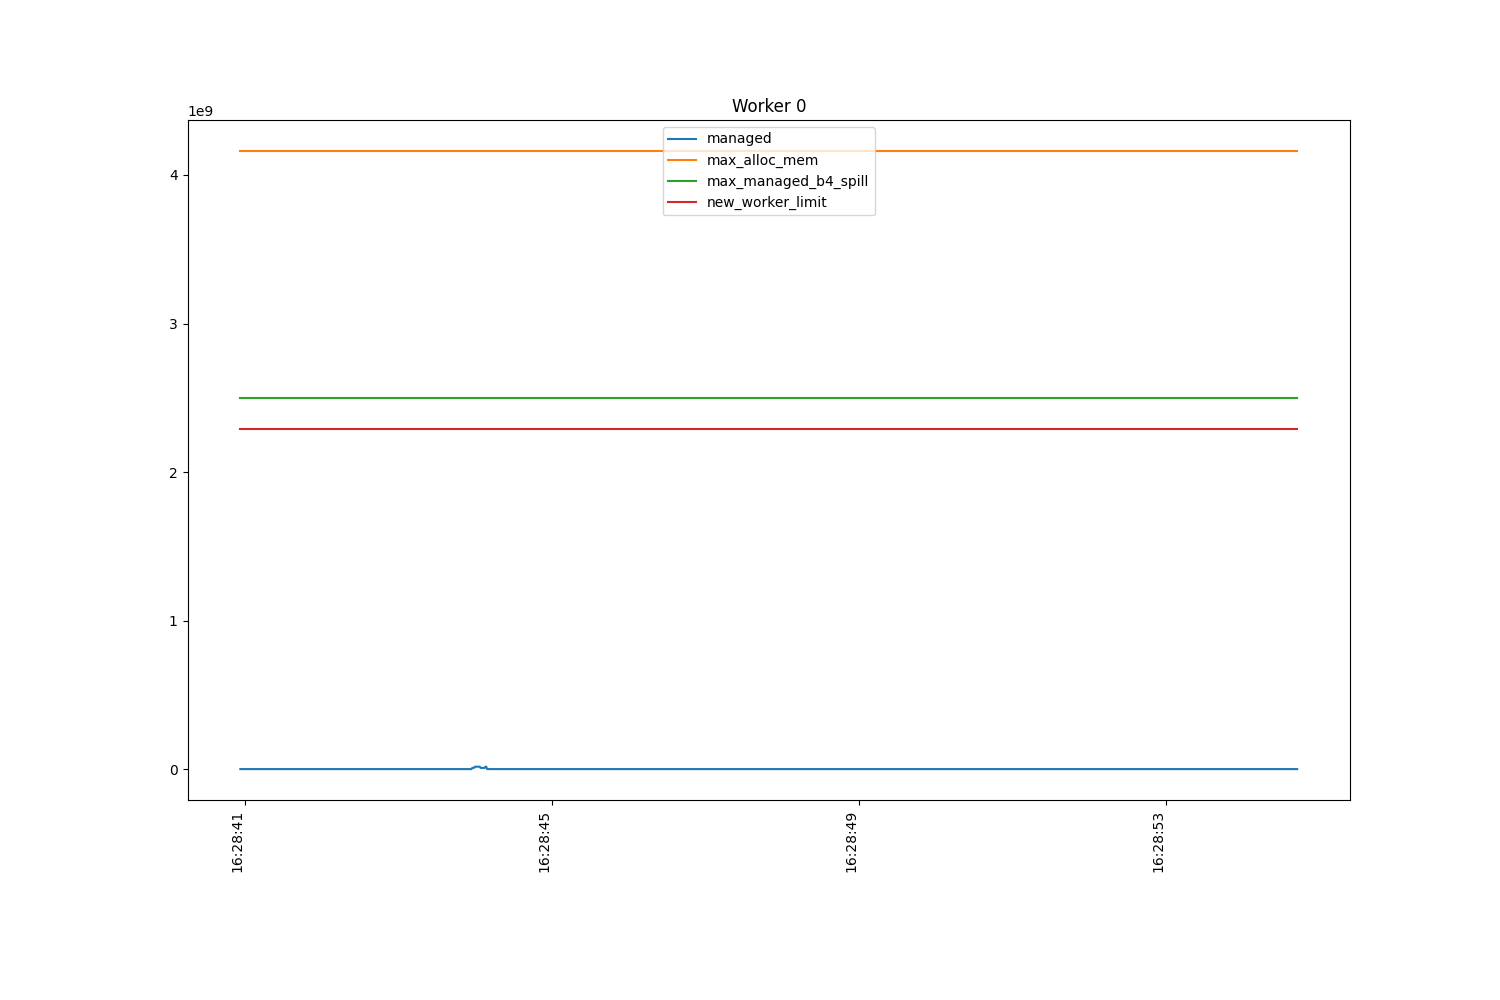 Worker 0
1e9
managed
max_alloc_mem
max_managed_b4_spill
new_worker_limit
4
3
2
1
0
16:28:41
16:28:45
16:28:49
16:28:53